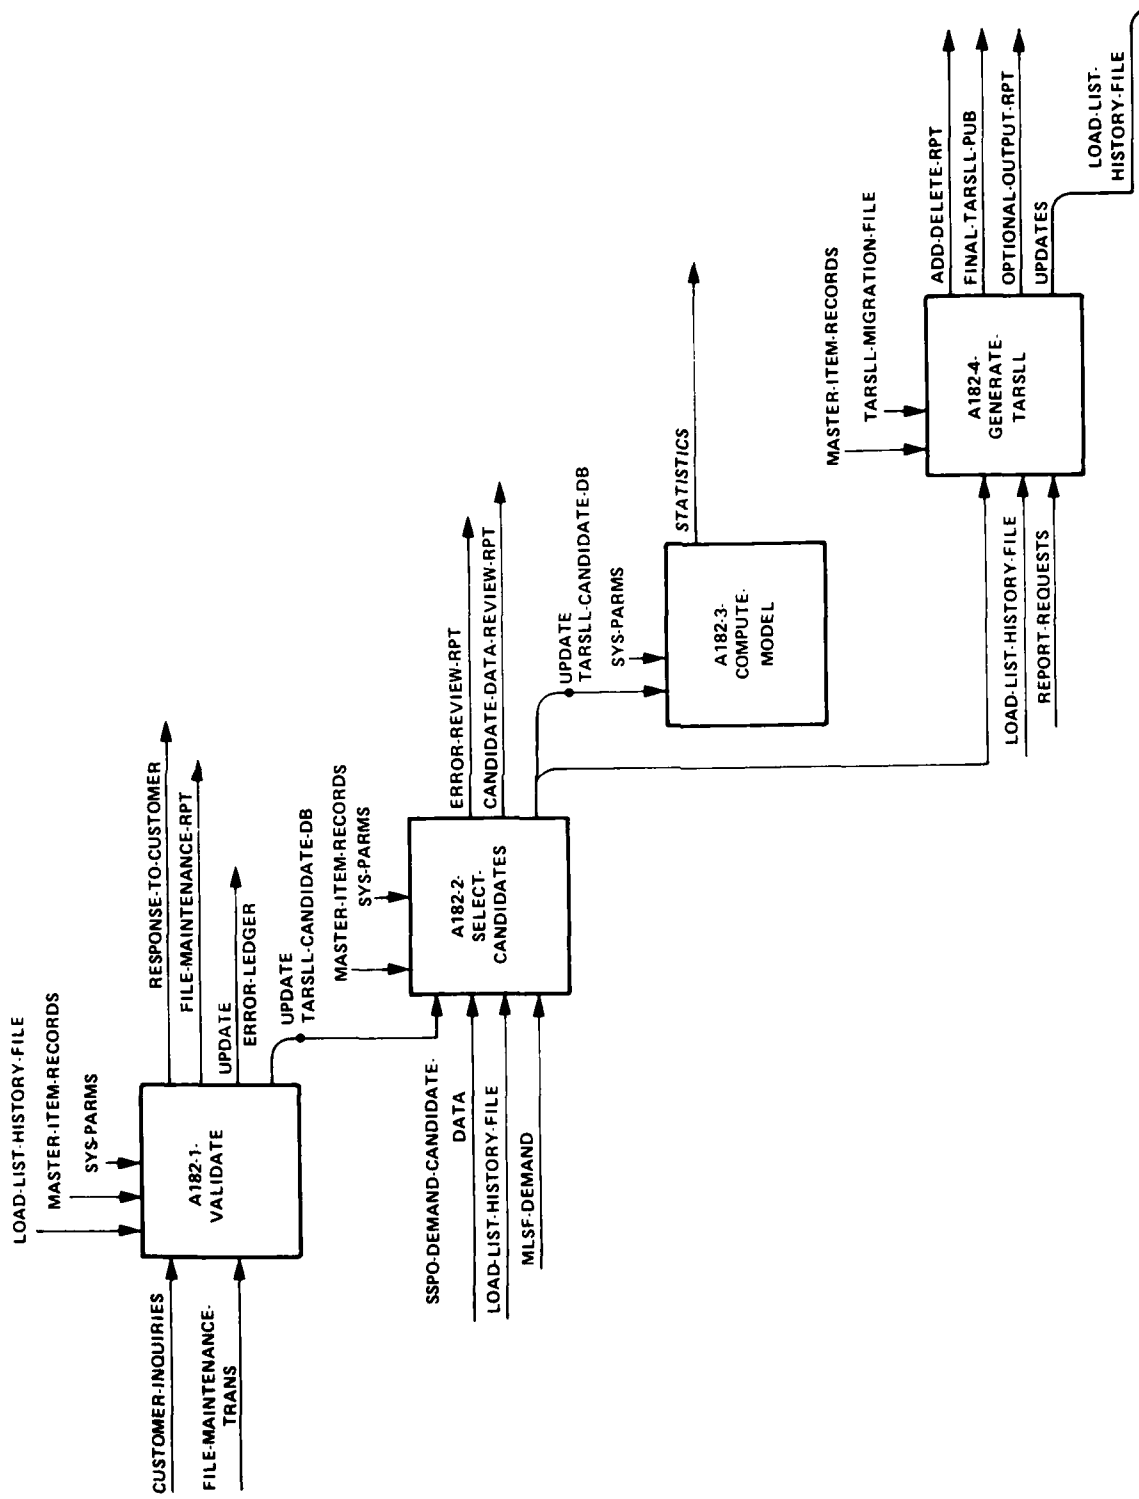 LOAD-LIST-HISTORY-FILE
MASTER-ITEM-RECORDS
SYS-PARMS
CUSTOMER-INQUIRIES
FILE-MAINTENANCE-
TRANS
A182-1-
VALIDATE
RESPONSE-TO-CUSTOMER
FILE-MAINTENANCE-RPT
UPDATE
ERROR-LEDGER
UPDATE
TARSLL-CANDIDATE-DB
MASTER-ITEM-RECORDS
SYS-PARMS
SSPO-DEMAND-CANDIDATE-
DATA
LOAD-LIST-HISTORY-FILE
MLSF-DEMAND
A182-2-
SELECT-
CANDIDATES
ERROR-REVIEW-RPT
CANDIDATE-DATA-REVIEW-RPT
UPDATE
TARSLL-CANDIDATE-DB
SYS-PARMS
A182-3-
COMPUTE-
MODEL
STATISTICS
MASTER-ITEM-RECORDS
TARSLL-MIGRATION-FILE
LOAD-LIST-HISTORY-FILE
REPORT-REQUESTS
A182-4-
GENERATE-
TARSLL
ADD-DELETE-RPT
FINAL-TARSLL-PUB
OPTIONAL-OUTPUT-RPT
UPDATES
LOAD-LIST-
HISTORY-FILE